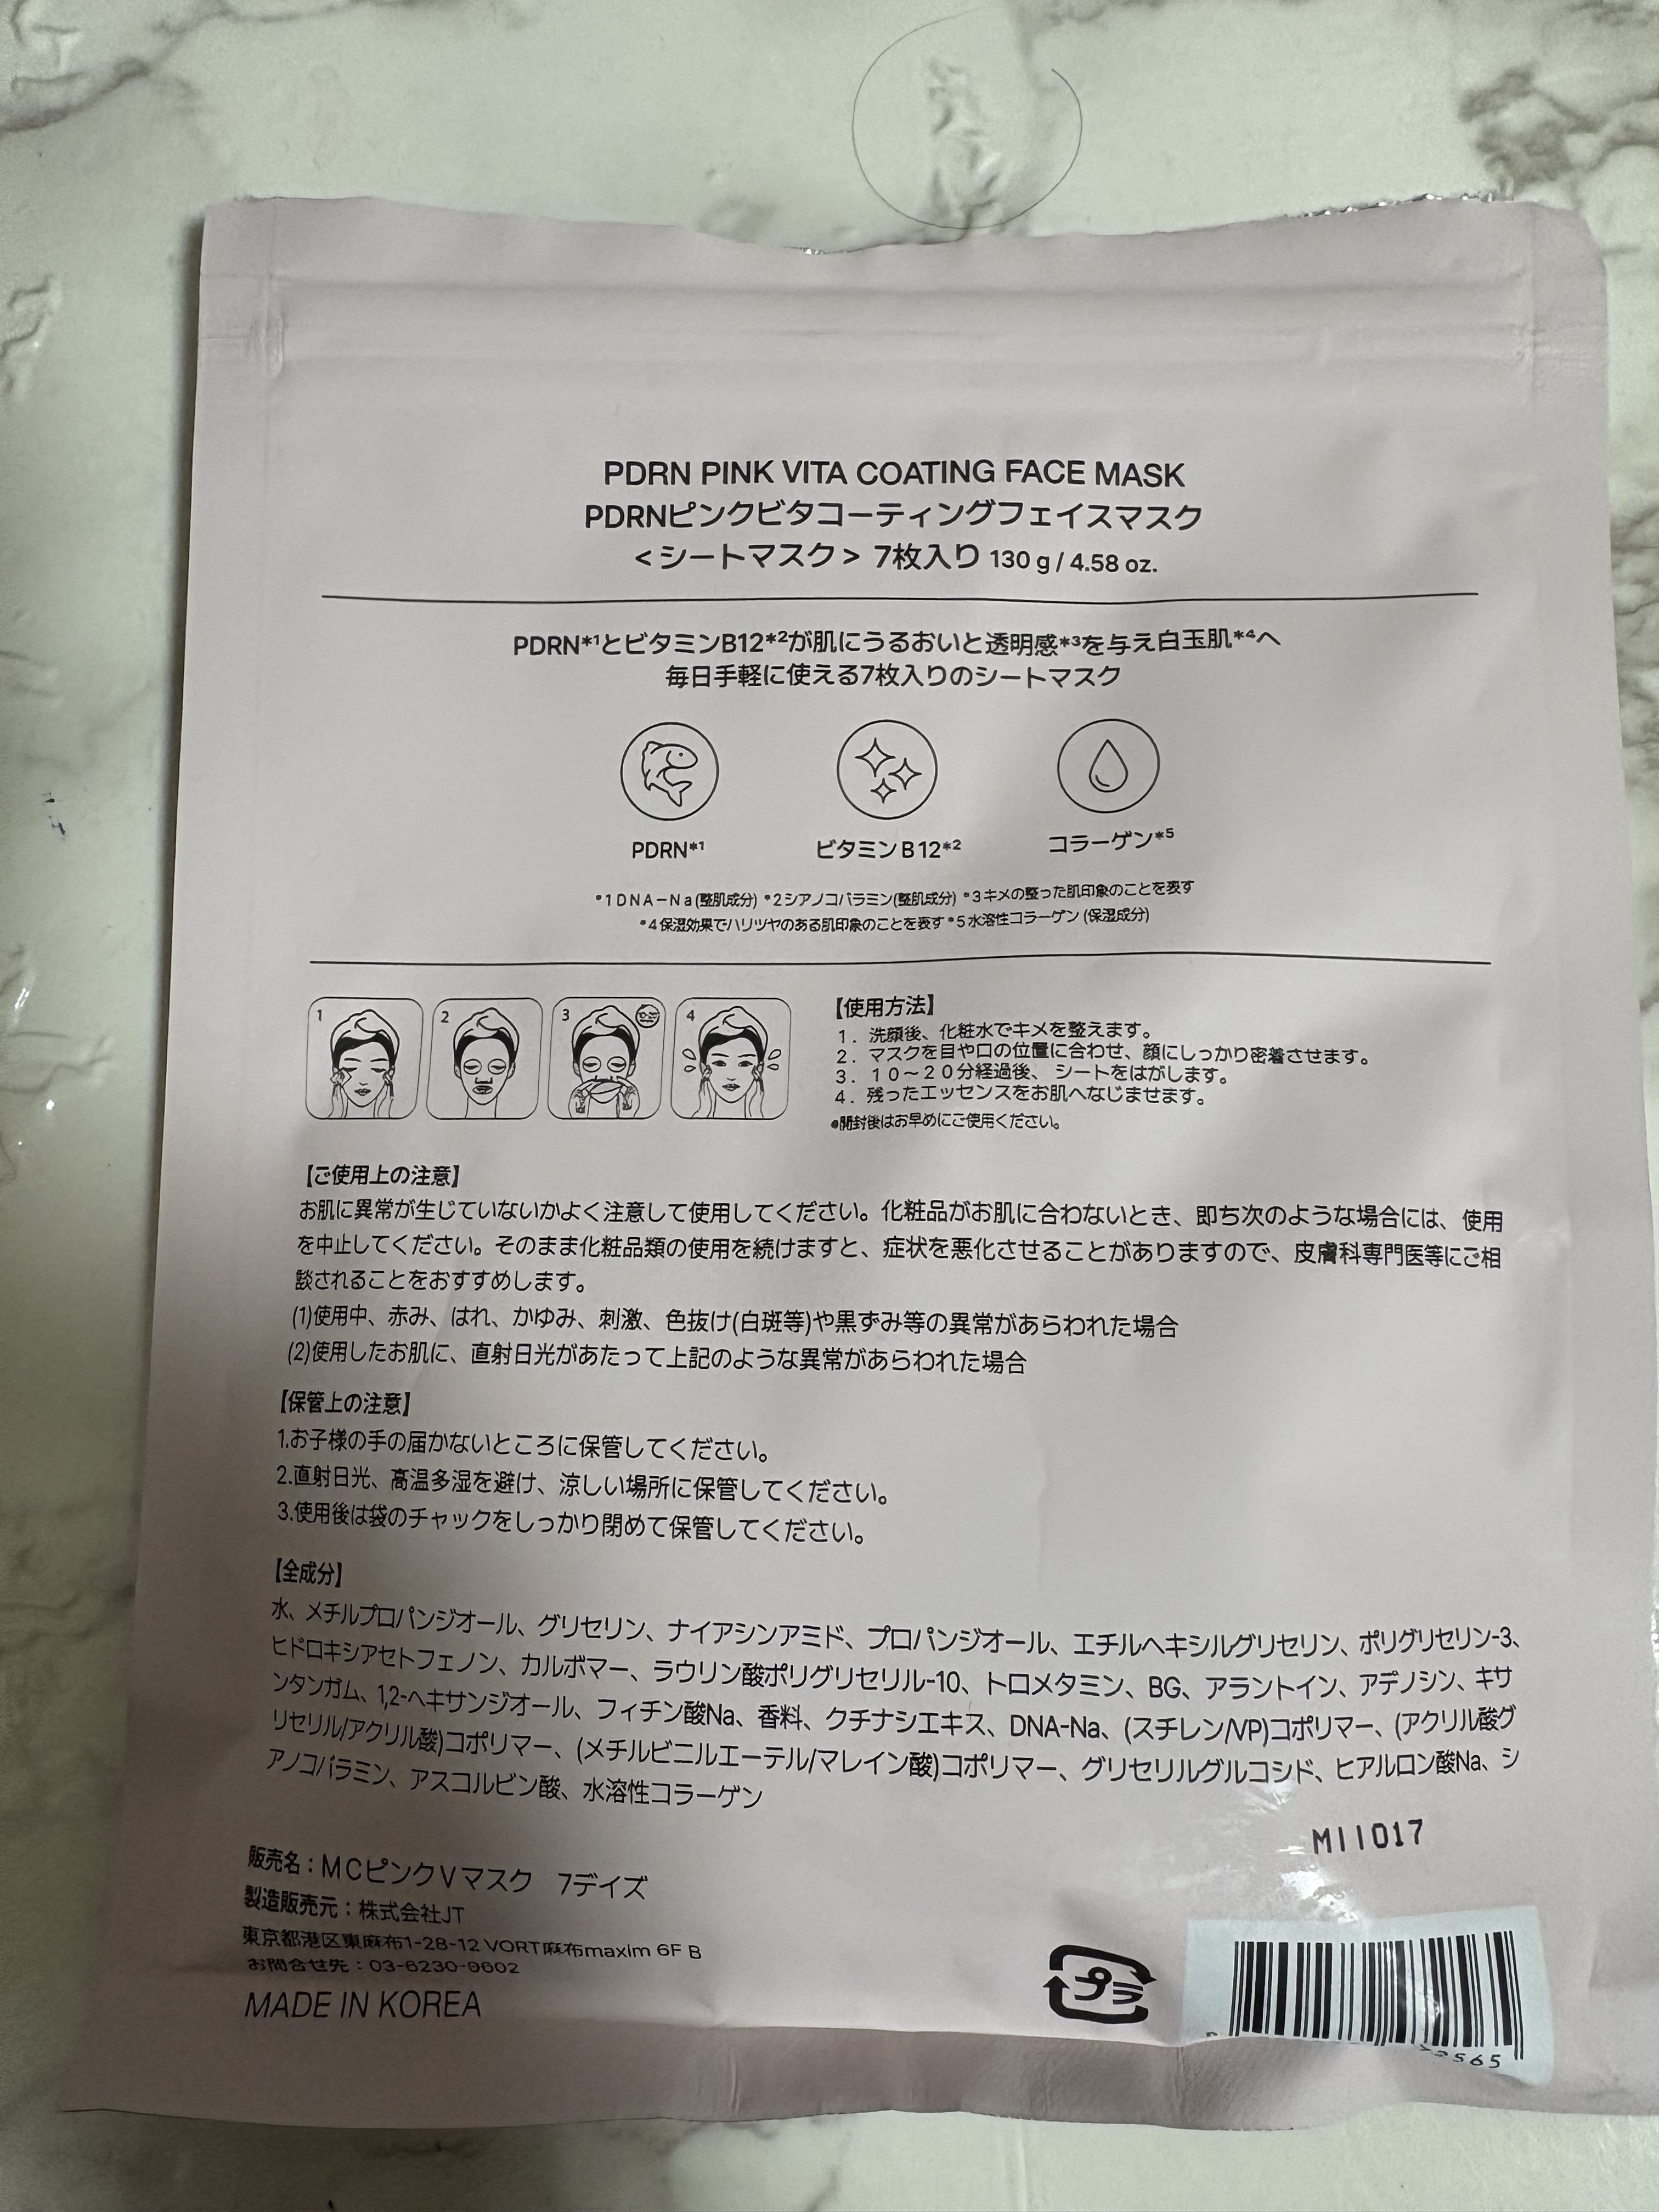 PDRN PINK VITA COATING FACE MASK
PDRNピンクビタコーティングフェイスマスク
<シートマスク> 7枚入り 130 g / 4.58 oz.
PDRN*1とビタミンB12*2が肌にうるおいと透明感*3を与え白玉肌*4へ
毎日手軽に使える7枚入りのシートマスク
PDRN*1
ビタミンB12*2
コラーゲン*5
*1DNA-Na(整肌成分) *2シアノコバラミン(整肌成分) *3キメの整った肌印象のことを表す
*4保湿効果でハリツヤのある肌印象のことを表す *5水溶性コラーゲン (保湿成分)
1
2
3
4
【使用方法】
1. 洗顔後、化粧水でキメを整えます。
2. マスクを目や口の位置に合わせ、顔にしっかり密着させます。
3. 10~20分経過後、シートをはがします。
4. 残ったエッセンスをお肌へなじませます。
●開封後はお早めにご使用ください。
【ご使用上の注意】
お肌に異常が生じていないかよく注意して使用してください。化粧品がお肌に合わないとき、即ち次のような場合には、使用
を中止してください。そのまま化粧品類の使用を続けますと、症状を悪化させることがありますので、皮膚科専門医等にご相
談されることをおすすめします。
(1)使用中、赤み、はれ、かゆみ、刺激、色抜け(白斑等)や黒ずみ等の異常があらわれた場合
(2)使用したお肌に、直射日光があたって上記のような異常があらわれた場合
【保管上の注意】
1.お子様の手の届かないところに保管してください。
2.直射日光、高温多湿を避け、涼しい場所に保管してください。
3.使用後は袋のチャックをしっかり閉めて保管してください。
【全成分】
水、メチルプロパンジオール、グリセリン、ナイアシンアミド、プロパンジオール、エチルヘキシルグリセリン、ポリグリセリン-3、
ヒドロキシアセトフェノン、カルボマー、ラウリン酸ポリグリセリル-10、トロメタミン、BG、アラントイン、アデノシン、キサ
ンタンガム、1,2-ヘキサンジオール、フィチン酸Na、香料、クチナシエキス、DNA-Na、(スチレン/VP)コポリマー、(アクリル酸グ
リセリル/アクリル酸)コポリマー、(メチルビニルエーテル/マレイン酸)コポリマー、グリセリルグルコシド、ヒアルロン酸Na、シ
アノコバラミン、アスコルビン酸、水溶性コラーゲン
M11017
販売名：MCピンクVマスク 7デイズ
製造販売元：株式会社JT
東京都港区東麻布1-28-12 VORT麻布maxim 6F B
お問合せ先：03-6230-9602
MADE IN KOREA
プラ
3565